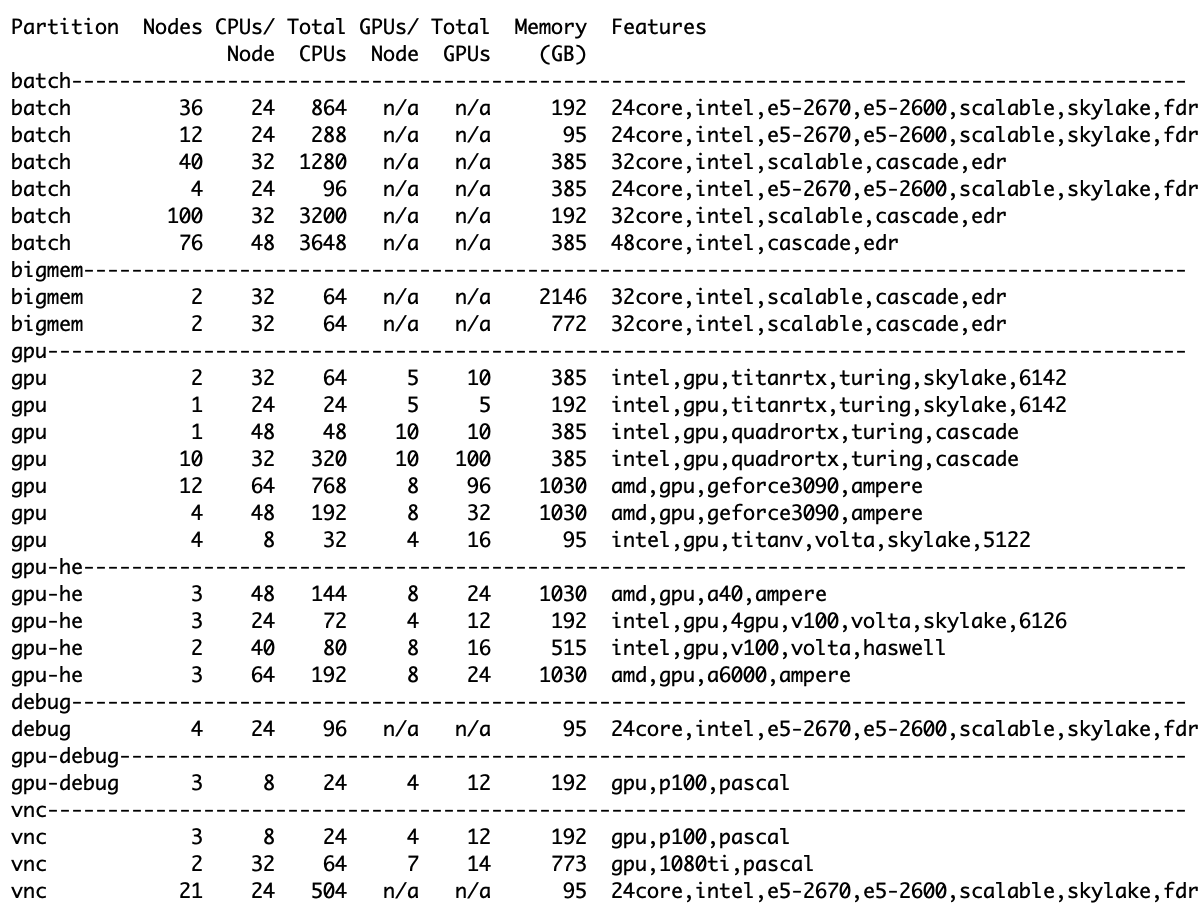 Partition  Nodes CPUs/ Total GPUs/ Total  Memory  Features
                  Node  CPUs  Node  GPUs    (GB)
batch---------------------------------------------------------------------------------------------
batch         36    24   864   n/a   n/a     192  24core,intel,e5-2670,e5-2600,scalable,skylake,fdr
batch         12    24   288   n/a   n/a      95  24core,intel,e5-2670,e5-2600,scalable,skylake,fdr
batch         40    32  1280   n/a   n/a     385  32core,intel,scalable,cascade,edr
batch          4    24    96   n/a   n/a     385  24core,intel,e5-2670,e5-2600,scalable,skylake,fdr
batch        100    32  3200   n/a   n/a     192  32core,intel,scalable,cascade,edr
batch         76    48  3648   n/a   n/a     385  48core,intel,cascade,edr
bigmem--------------------------------------------------------------------------------------------
bigmem         2    32    64   n/a   n/a    2146  32core,intel,scalable,cascade,edr
bigmem         2    32    64   n/a   n/a     772  32core,intel,scalable,cascade,edr
gpu-----------------------------------------------------------------------------------------------
gpu            2    32    64     5    10     385  intel,gpu,titanrtx,turing,skylake,6142
gpu            1    24    24     5     5     192  intel,gpu,titanrtx,turing,skylake,6142
gpu            1    48    48    10    10     385  intel,gpu,quadrortx,turing,cascade
gpu           10    32   320    10   100     385  intel,gpu,quadrortx,turing,cascade
gpu           12    64   768     8    96    1030  amd,gpu,geforce3090,ampere
gpu            4    48   192     8    32    1030  amd,gpu,geforce3090,ampere
gpu            4     8    32     4    16      95  intel,gpu,titanv,volta,skylake,5122
gpu-he--------------------------------------------------------------------------------------------
gpu-he         3    48   144     8    24    1030  amd,gpu,a40,ampere
gpu-he         3    24    72     4    12     192  intel,gpu,4gpu,v100,volta,skylake,6126
gpu-he         2    40    80     8    16     515  intel,gpu,v100,volta,haswell
gpu-he         3    64   192     8    24    1030  amd,gpu,a6000,ampere
debug---------------------------------------------------------------------------------------------
debug          4    24    96   n/a   n/a      95  24core,intel,e5-2670,e5-2600,scalable,skylake,fdr
gpu-debug-----------------------------------------------------------------------------------------
gpu-debug      3     8    24     4    12     192  gpu,p100,pascal
vnc-----------------------------------------------------------------------------------------------
vnc            3     8    24     4    12     192  gpu,p100,pascal
vnc            2    32    64     7    14     773  gpu,1080ti,pascal
vnc           21    24   504   n/a   n/a      95  24core,intel,e5-2670,e5-2600,scalable,skylake,fdr